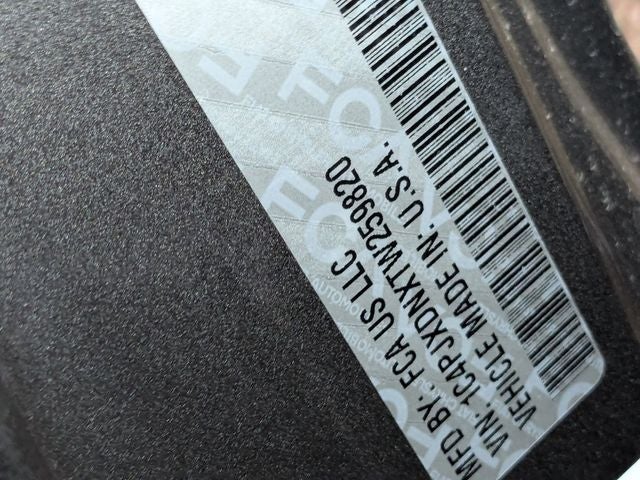 MFD BY: FCA US LLC
VIN: 1C4PJXDNXTW259820
VEHICLE MADE IN: U.S.A.